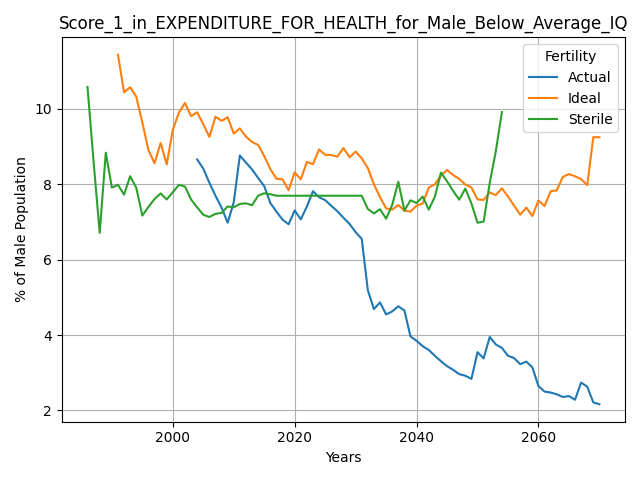 Score_1_in_EXPENDITURE_FOR_HEALTH_for_Male_Below_Average_IQ
Fertility
Actual
Ideal
Sterile
% of Male Population
10
8
6
4
2
2000
2020
2040
2060
Years